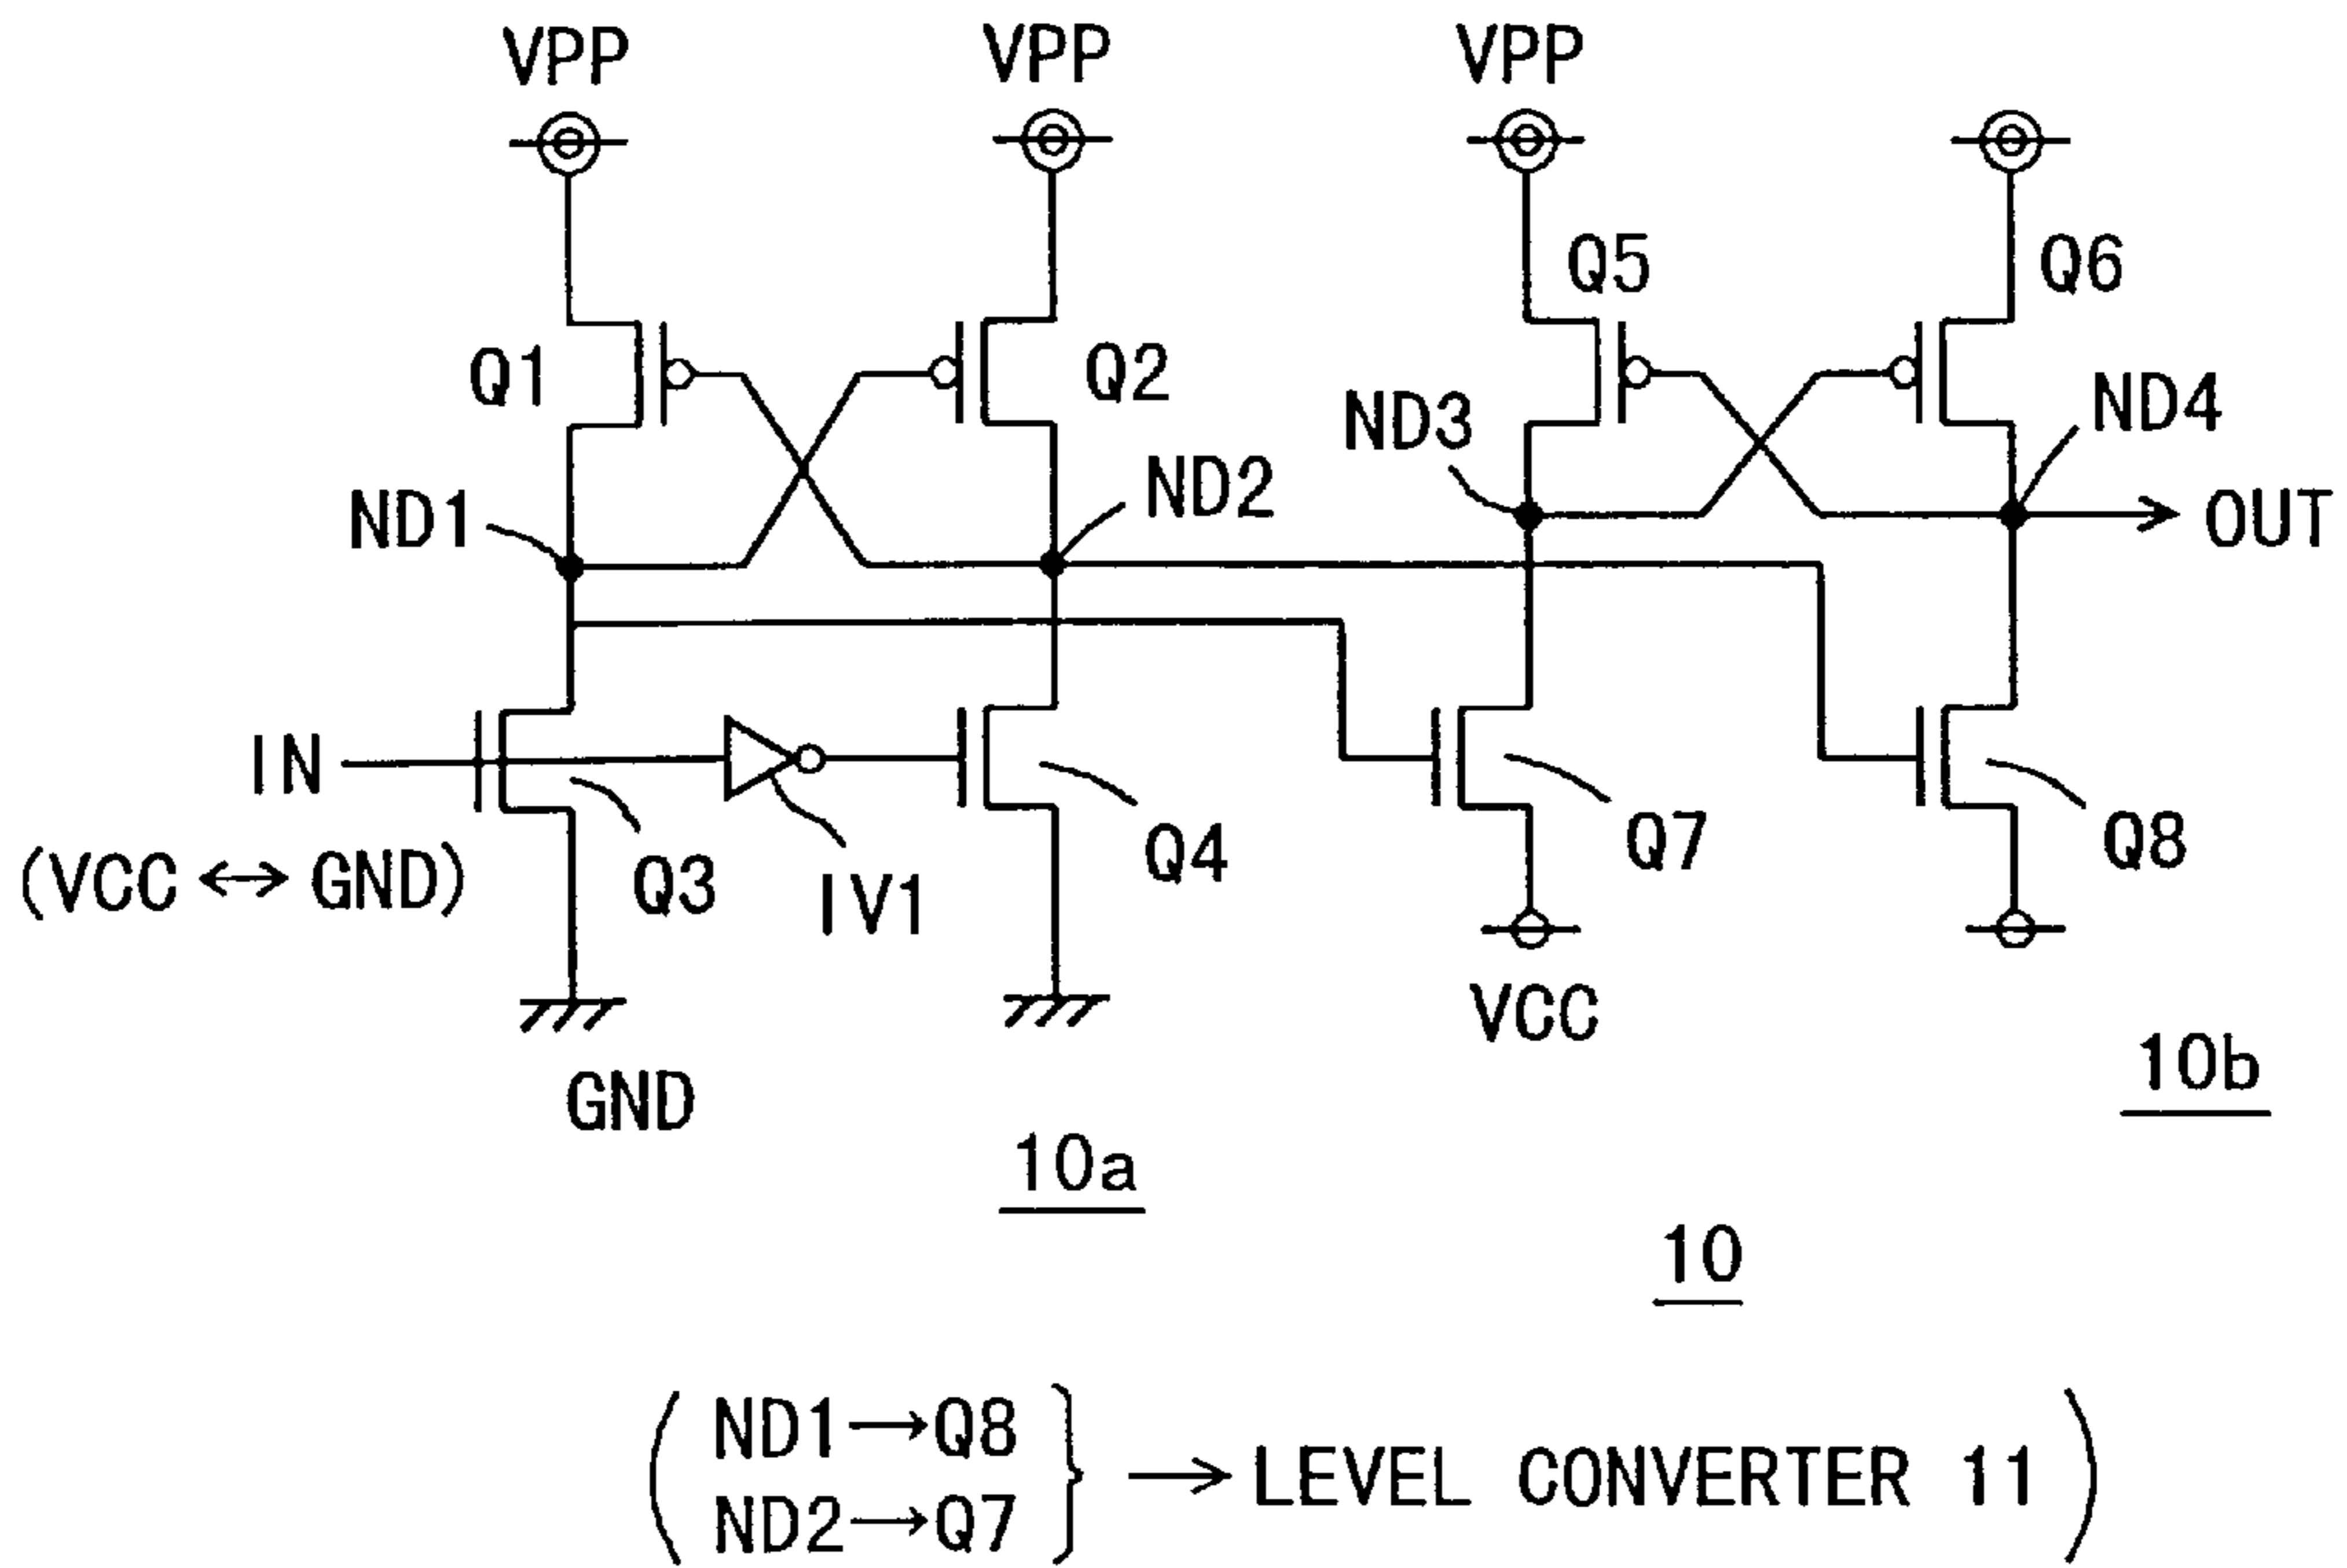 VPP VPP VPP
Q5 Q6
Q1 Q2 ND3 ND4
ND1 ND2 OUT
IN
(VCC ↔ GND) Q3 IV1 Q4 Q7 Q8
VCC
GND 10b
10a
10
( ND1→Q8
ND2→Q7 } → LEVEL CONVERTER 11 )